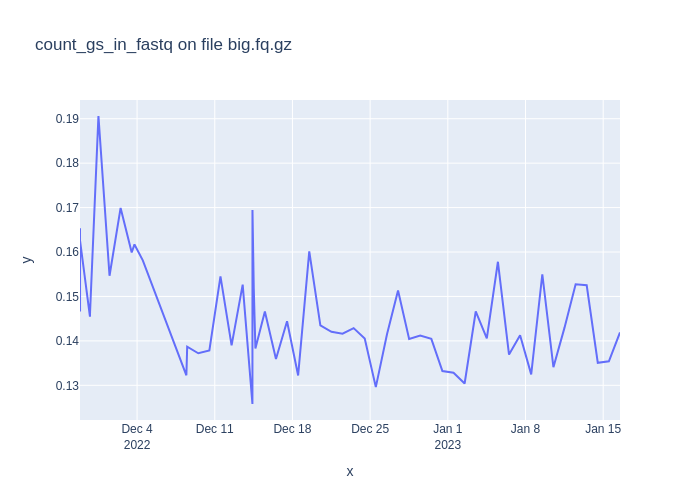 count_gs_in_fastq on file big.fq.gz
0.19
0.18
0.17
0.16
0.15
0.14
0.13
y
Dec 4
2022
Dec 11
Dec 18
Dec 25
Jan 1
2023
Jan 8
Jan 15
x